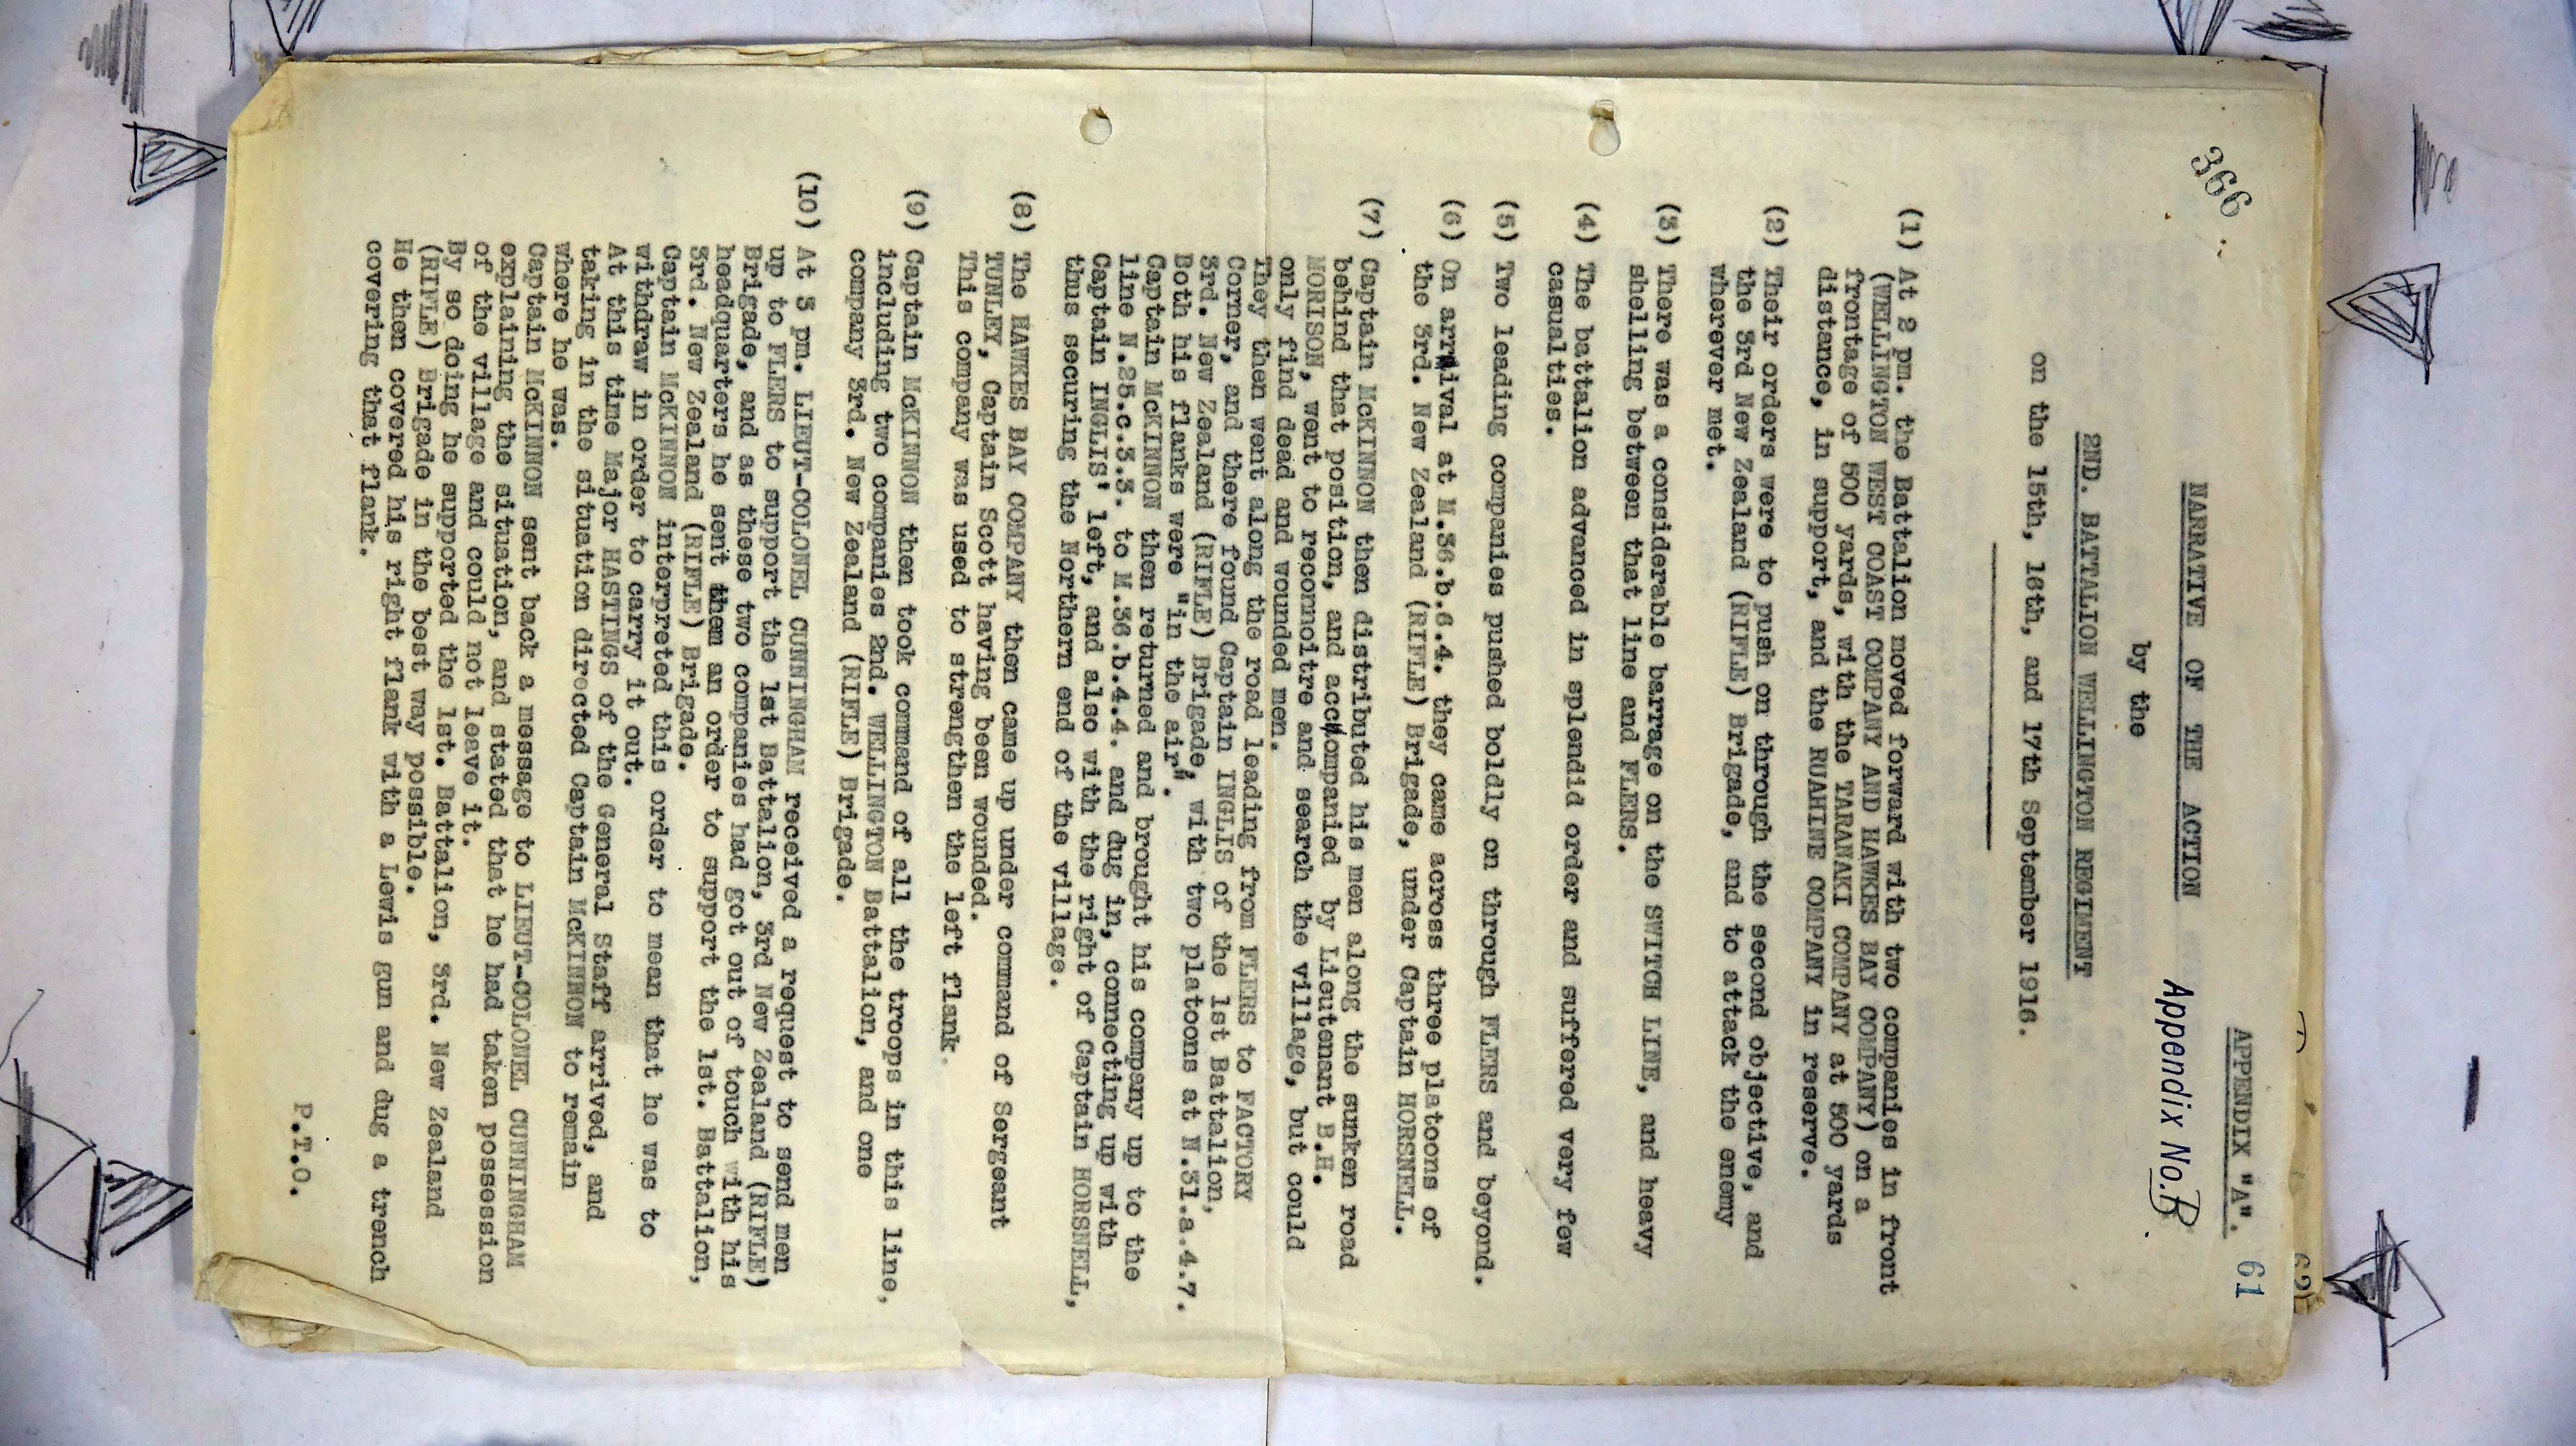 366
APPENDIX "A". 61
Appendix No. B.
NARRATIVE OF THE ACTION
by the
2ND. BATTALION WELLINGTON REGIMENT
on the 15th, 16th, and 17th September 1916.
(1) At 2 pm. the Battalion moved forward with two companies in front
(WELLINGTON WEST COAST COMPANY AND HAWKES BAY COMPANY) on a
frontage of 500 yards, with the TARANAKI COMPANY at 500 yards
distance, in support, and the RUAHINE COMPANY in reserve.
(2) Their orders were to push on through the second objective, and
the 3rd New Zealand (RIFLE) Brigade, and to attack the enemy
wherever met.
(3) There was a considerable barrage on the SWITCH LINE, and heavy
shelling between that line and FLERS.
(4) The battalion advanced in splendid order and suffered very few
casualties.
(5) Two leading companies pushed boldly on through FLERS and beyond.
(6) On arrival at M.36.b.6.4. they came across three platoons of
the 3rd. New Zealand (RIFLE) Brigade, under Captain HORSNELL.
(7) Captain McKINNON then distributed his men along the sunken road
behind that position, and accompanied by Lieutenant B.H.
MORISON, went to reconnoitre and search the village, but could
only find dead and wounded men.
They then went along the road leading from FLERS to FACTORY
Corner, and there found Captain INGLIS of the 1st Battalion,
3rd. New Zealand (RIFLE) Brigade, with two platoons at N.31.a.4.7.
Both his flanks were "in the air".
Captain McKINNON then returned and brought his company up to the
line N.25.c.3.3. to M.36.b.4.4. and dug in, connecting up with
Captain INGLIS' left, and also with the right of Captain HORSNELL,
thus securing the Northern end of the village.
(8) The HAWKES BAY COMPANY then came up under command of Sergeant
TUNLEY, Captain Scott having been wounded.
This company was used to strengthen the left flank.
(9) Captain McKINNON then took command of all the troops in this line,
including two companies 2nd. WELLINGTON Battalion, and one
company 3rd. New Zealand (RIFLE) Brigade.
(10) At 3 pm. LIEUT-COLONEL CUNNINGHAM received a request to send men
up to FLERS to support the 1st Battalion, 3rd New Zealand (RIFLE)
Brigade, and as these two companies had got out of touch with his
headquarters he sent them an order to support the 1st. Battalion,
3rd. New Zealand (RIFLE) Brigade.
Captain McKINNON interpreted this order to mean that he was to
withdraw in order to carry it out.
At this time Major HASTINGS of the General Staff arrived, and
taking in the situation directed Captain McKINNON to remain
where he was.
Captain McKINNON sent back a message to LIEUT-COLONEL CUNNINGHAM
explaining the situation, and stated that he had taken possession
of the village and could not leave it.
By so doing he supported the 1st. Battalion, 3rd. New Zealand
(RIFLE) Brigade in the best way possible.
He then covered his right flank with a Lewis gun and dug a trench
covering that flank.
P.T.O.